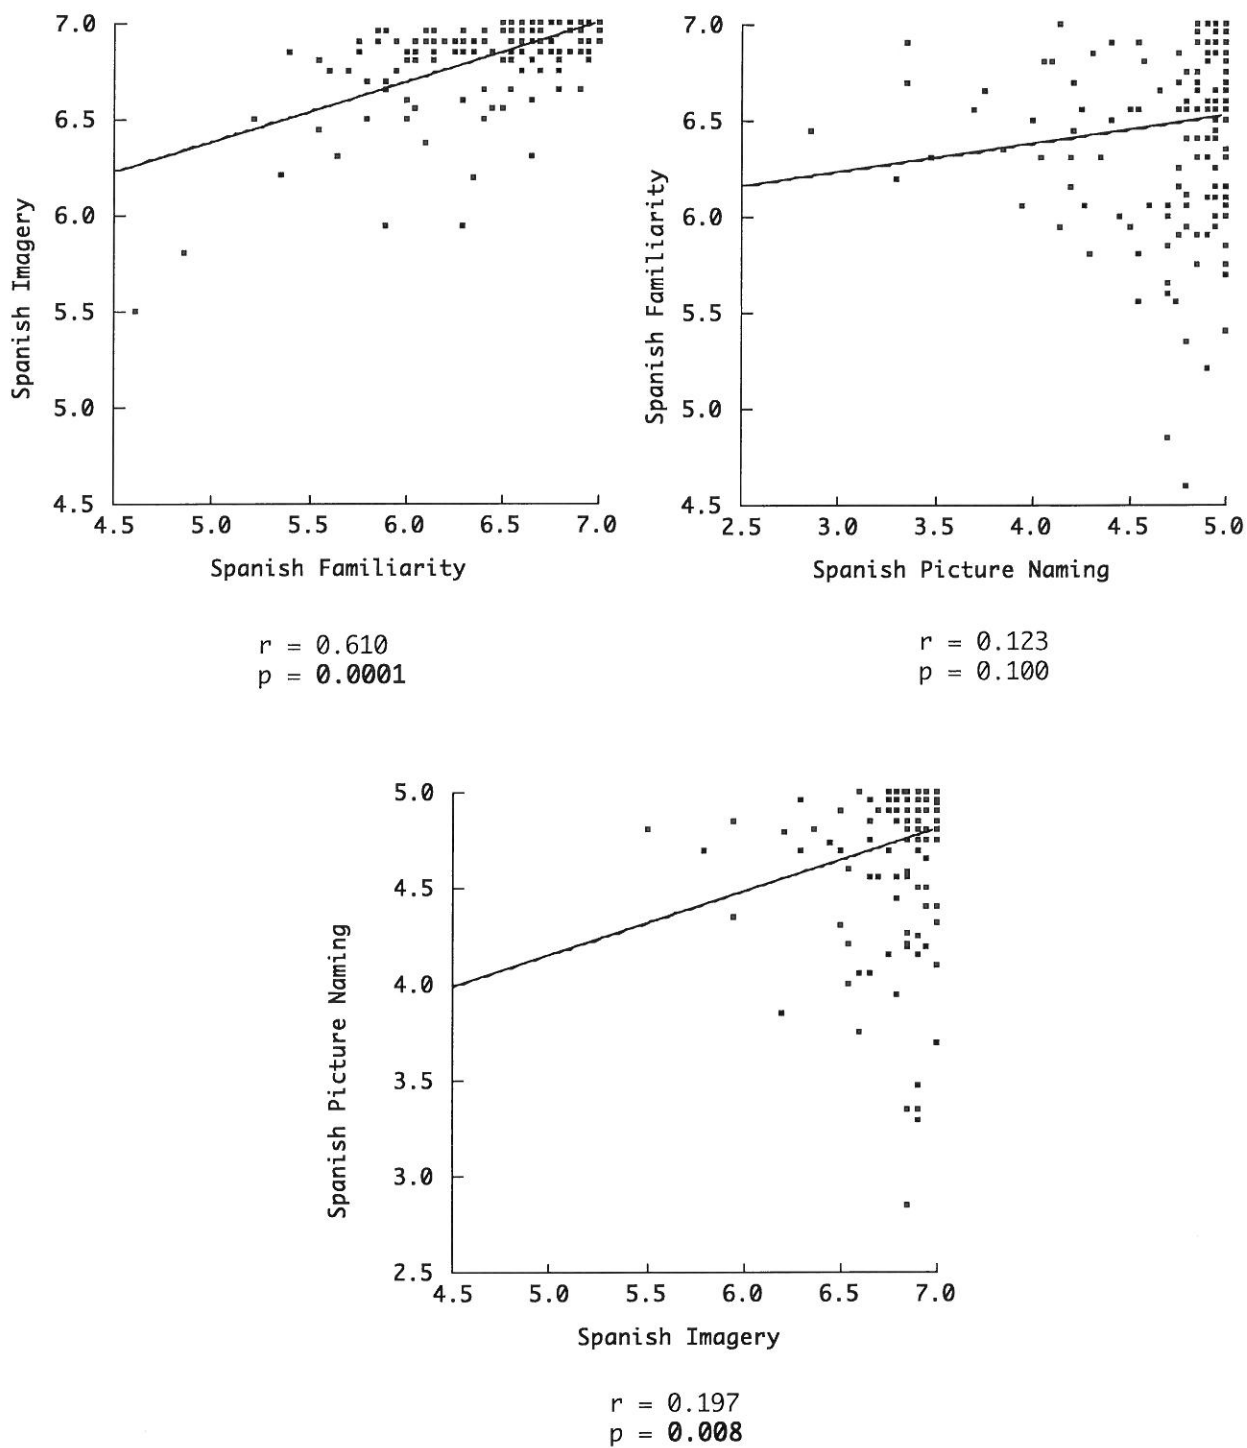 7.0
6.5
6.0
5.5
5.0
4.5
Spanish Imagery
4.5 5.0 5.5 6.0 6.5 7.0
Spanish Familiarity
r = 0.610
p = 0.0001
7.0
6.5
6.0
5.5
5.0
4.5
Spanish Familiarity
2.5 3.0 3.5 4.0 4.5 5.0
Spanish Picture Naming
r = 0.123
p = 0.100
5.0
4.5
4.0
3.5
3.0
2.5
Spanish Picture Naming
4.5 5.0 5.5 6.0 6.5 7.0
Spanish Imagery
r = 0.197
p = 0.008